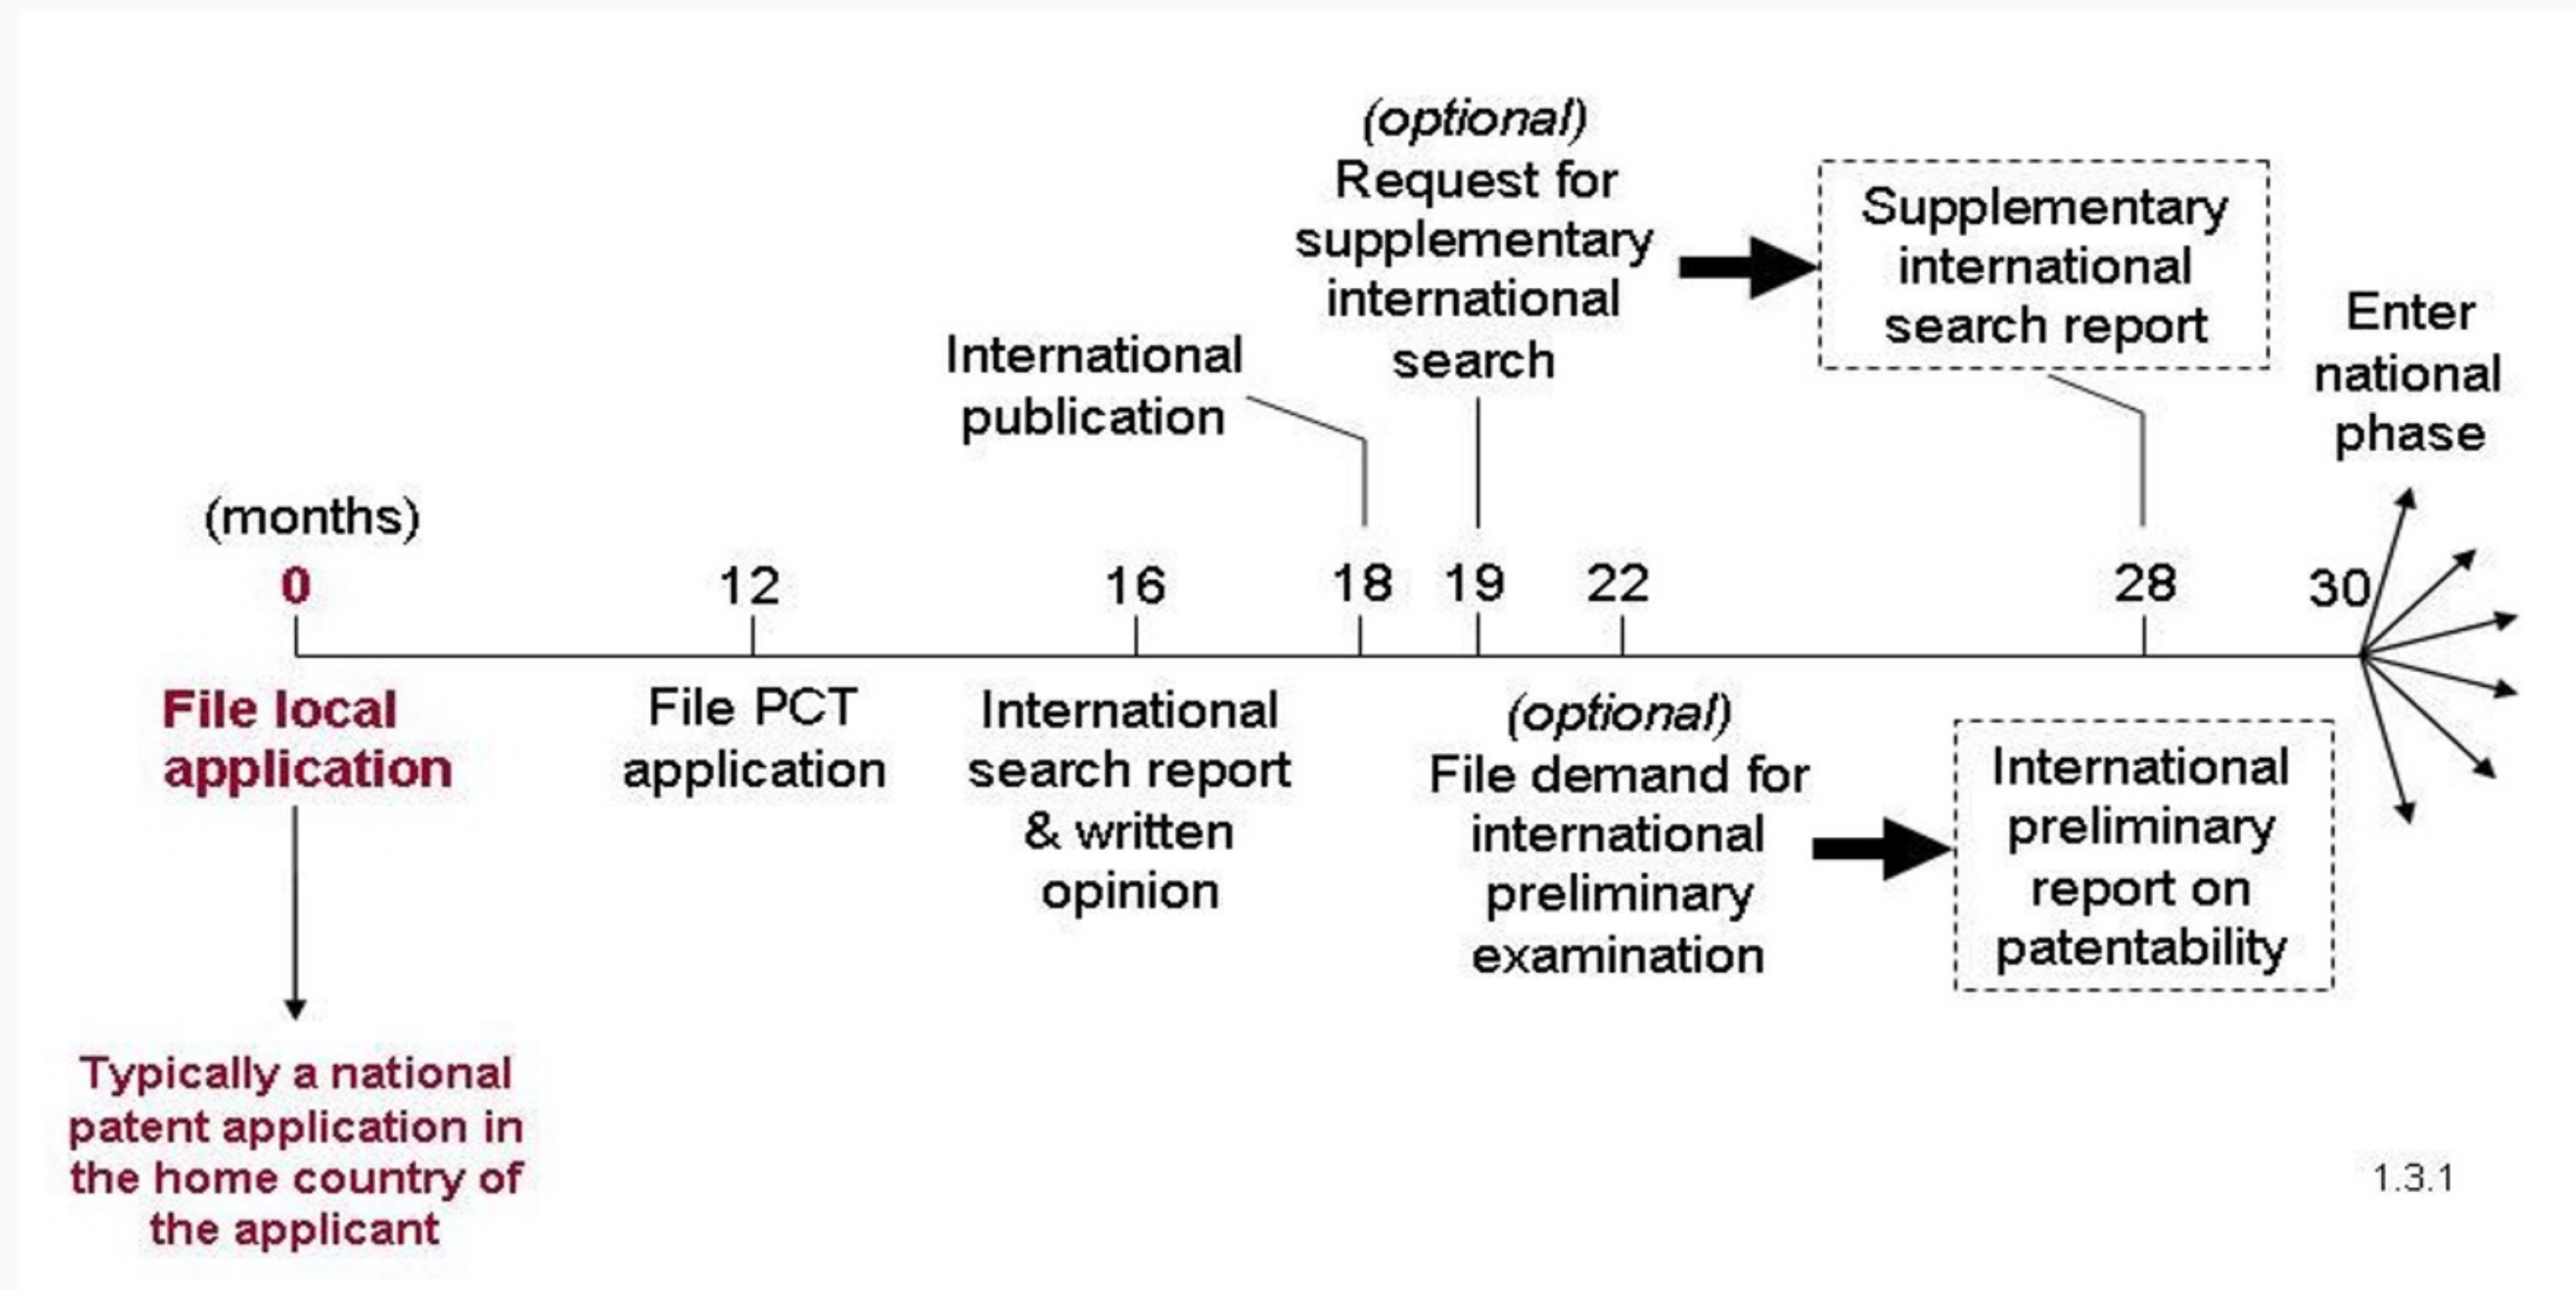 (optional)
Request for
supplementary
international
search
Supplementary
international
search report
Enter
national
phase
International
publication
(months)
0
12
16
18
19
22
28
30
File local
application
File PCT
application
International
search report
& written
opinion
(optional)
File demand for
international
preliminary
examination
International
preliminary
report on
patentability
Typically a national
patent application in
the home country of
the applicant
1.3.1